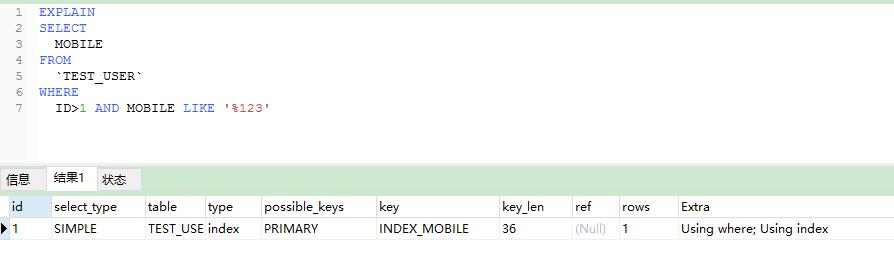 1 EXPLAIN
2 SELECT
3 MOBILE
4 FROM
5 `TEST_USER`
6 WHERE
7 ID>1 AND MOBILE LIKE '%123'
信息 结果1 状态
id select_type table type possible_keys key key_len ref rows Extra
1 SIMPLE TEST_USE index PRIMARY INDEX_MOBILE 36 (Null) 1 Using where; Using index